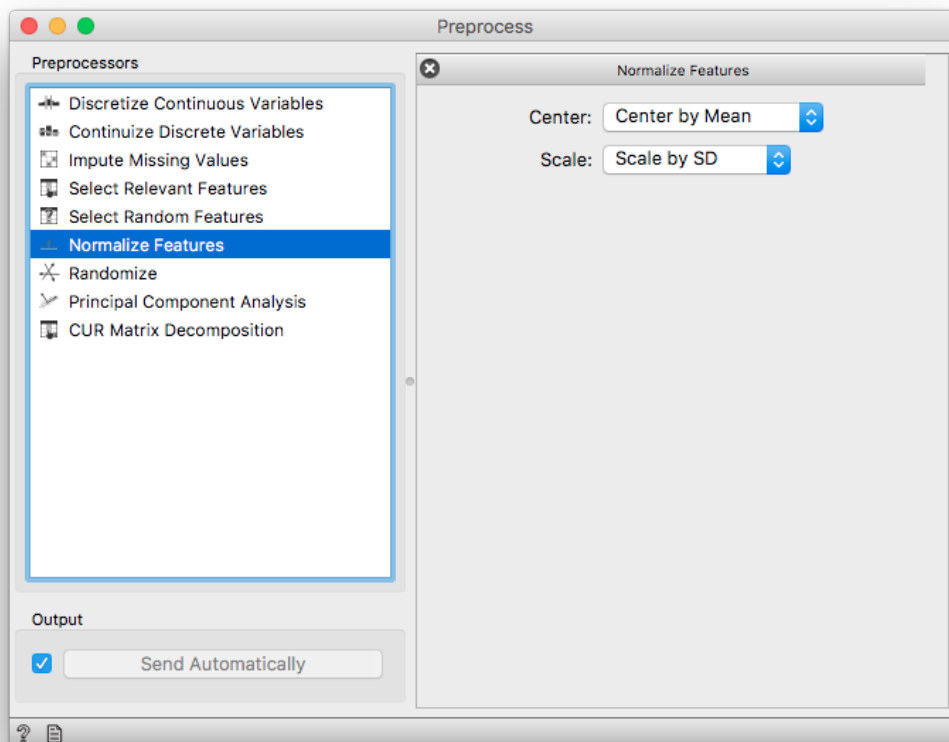 Preprocess
Preprocessors
Discretize Continuous Variables
Continuize Discrete Variables
Impute Missing Values
Select Relevant Features
Select Random Features
Normalize Features
Randomize
Principal Component Analysis
CUR Matrix Decomposition
Output
Send Automatically
Normalize Features
Center: Center by Mean
Scale: Scale by SD